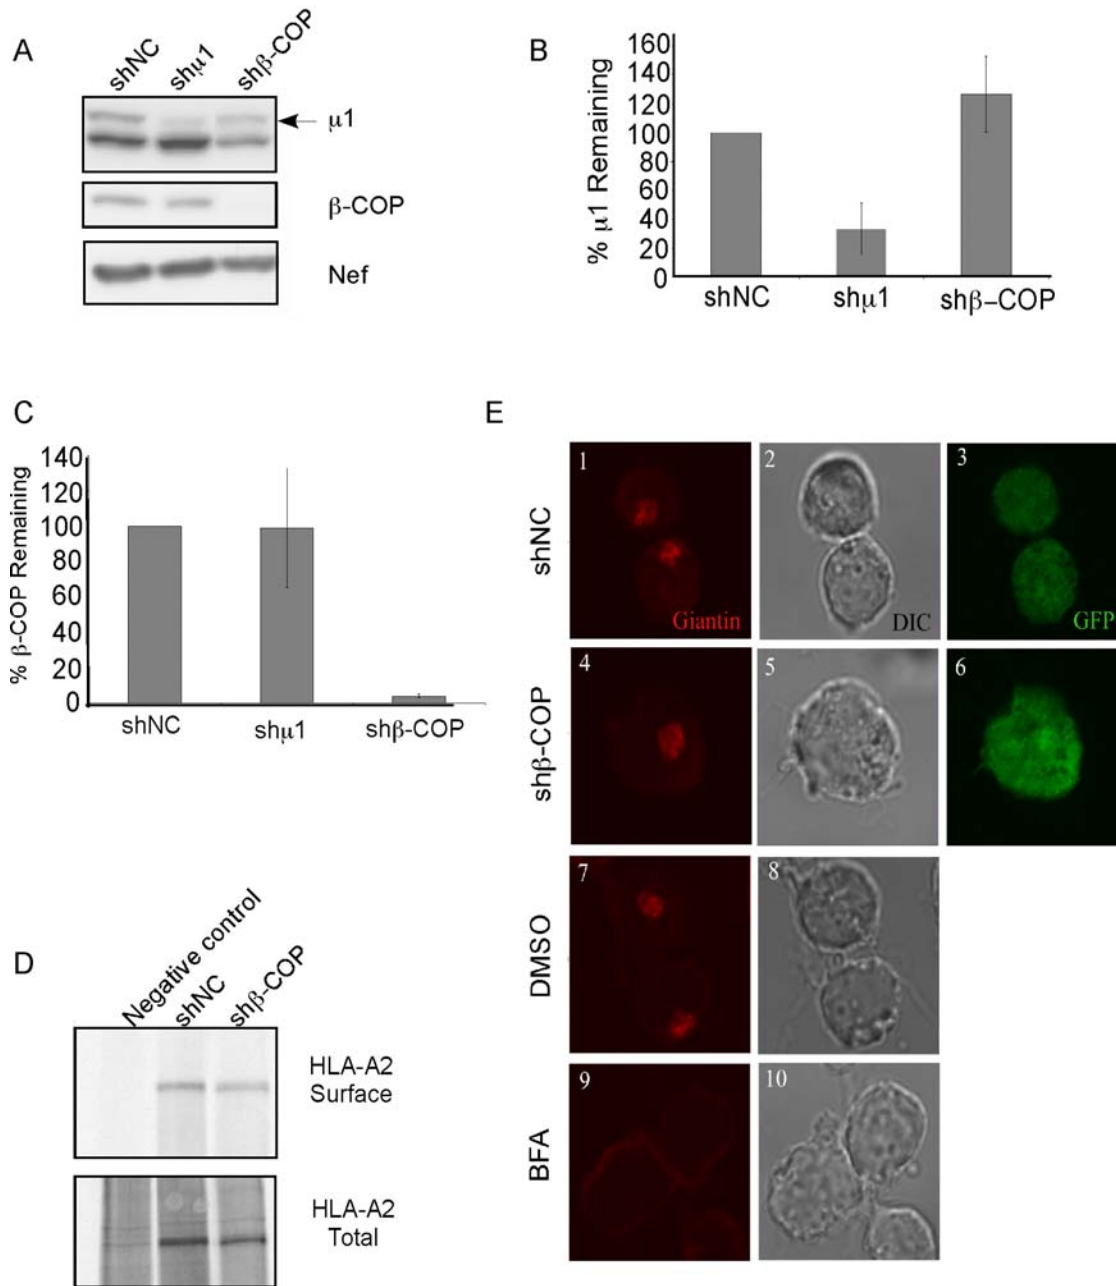 A
shNC
shμ1
shβ-COP
μ1
β-COP
Nef
B
% μ1 Remaining
160
140
120
100
80
60
40
20
0
shNC
shμ1
shβ–COP
C
% β-COP Remaining
140
120
100
80
60
40
20
0
shNC
shμ1
shβ-COP
D
Negative control
shNC
shβ-COP
HLA-A2
Surface
HLA-A2
Total
E
shNC
1
Giantin
2
DIC
3
GFP
shβ-COP
4
5
6
DMSO
7
8
BFA
9
10